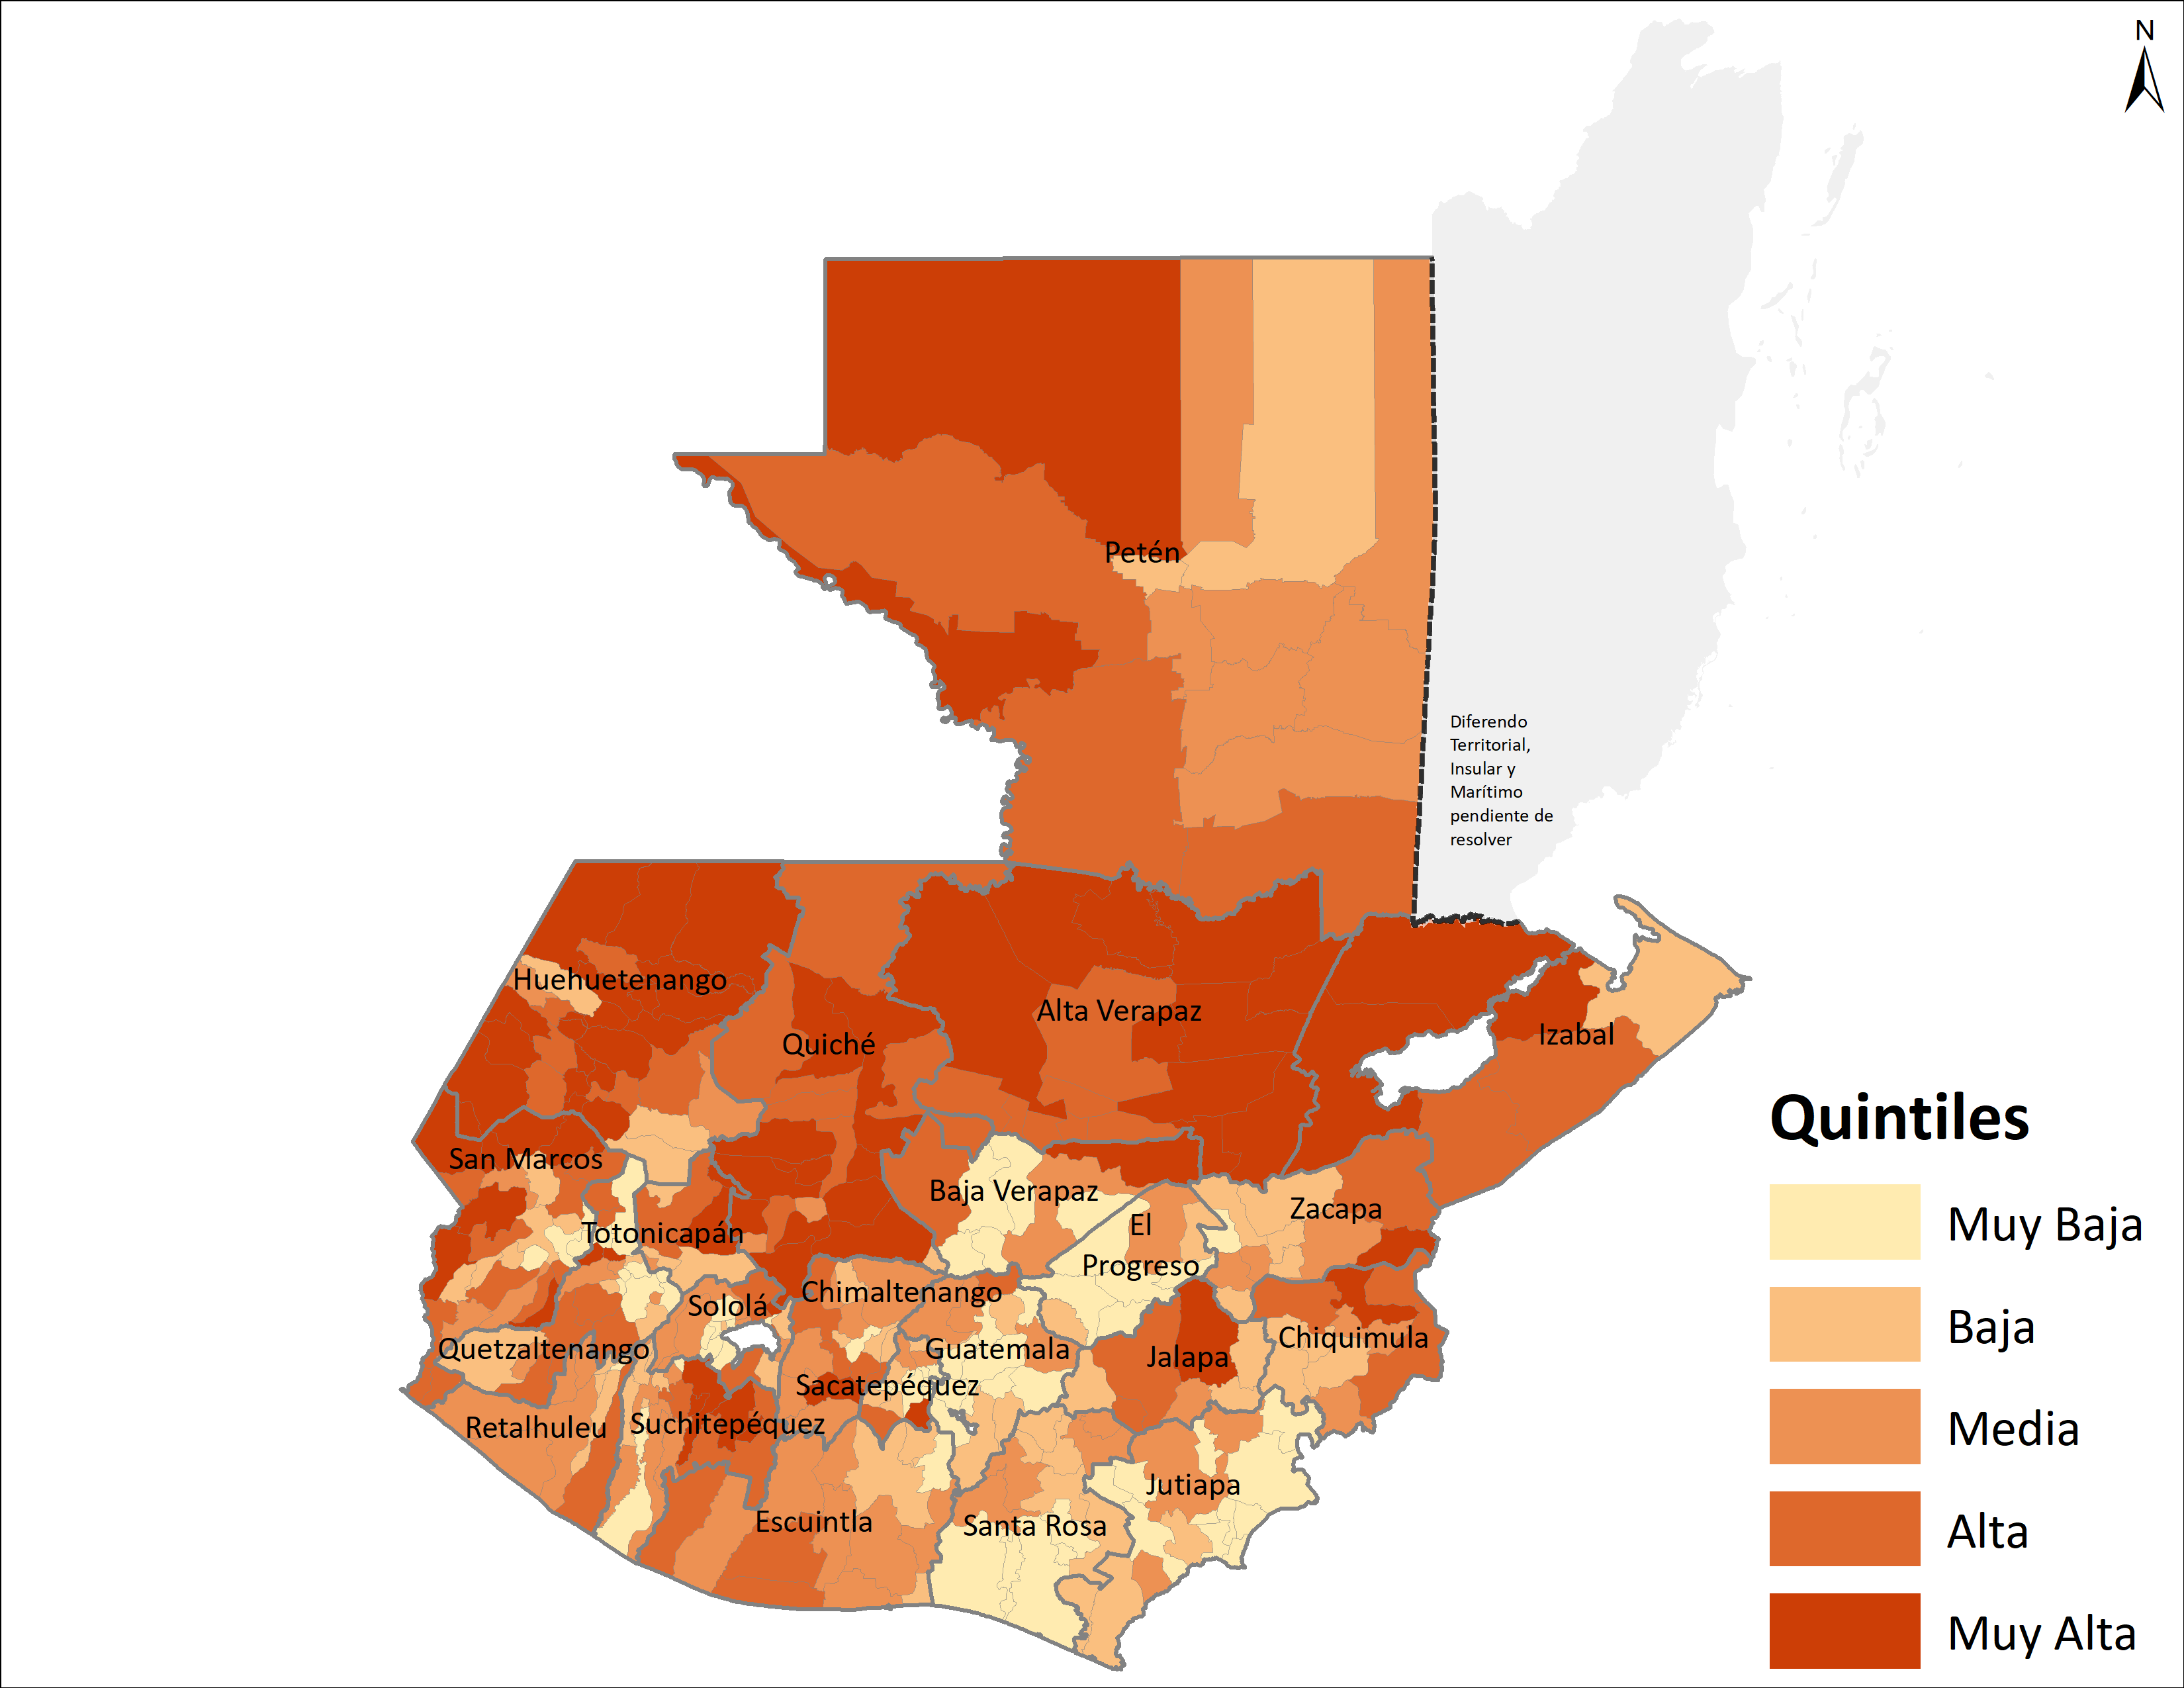 N
Petén
Diferendo
Territorial,
Insular y
Marítimo
pendiente de
resolver
Huehuetenango
Alta Verapaz
Quiché
Izabal
San Marcos
Baja Verapaz
Zacapa
Totonicapán
El
Progreso
Chimaltenango
Sololá
Quetzaltenango
Guatemala
Chiquimula
Jalapa
Sacatepéquez
Retalhuleu
Suchitepéquez
Jutiapa
Escuintla
Santa Rosa
Quintiles
Muy Baja
Baja
Media
Alta
Muy Alta